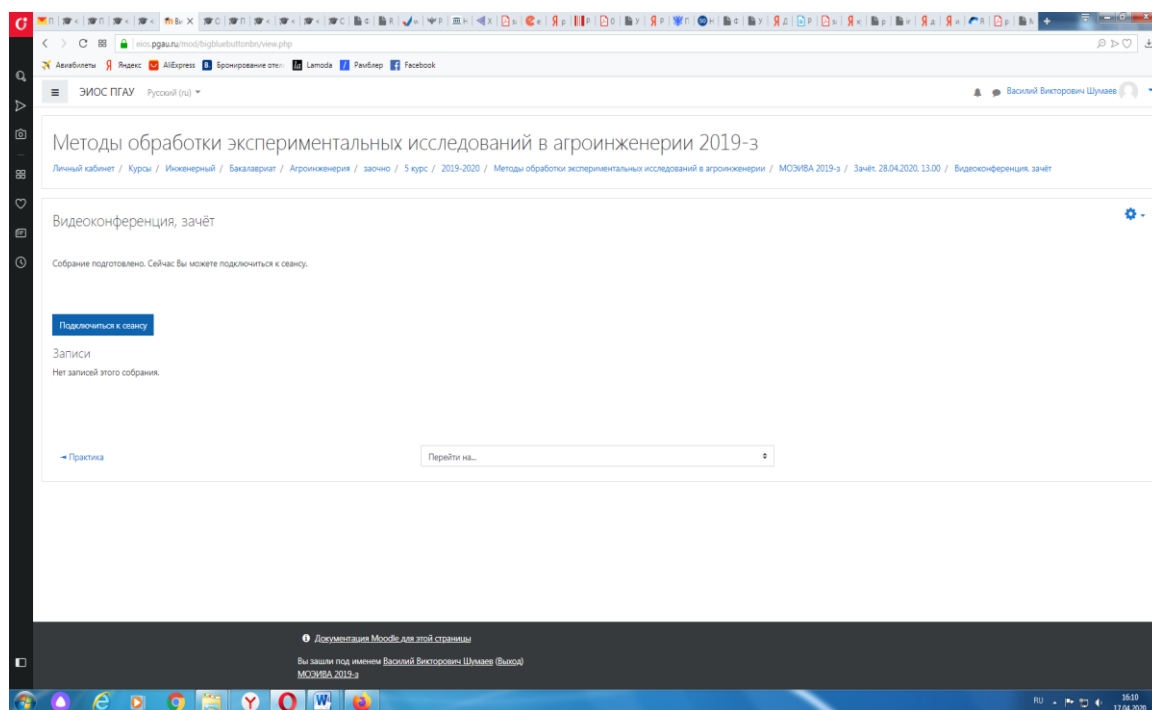 eios.pgau.ru/mod/bigbluebuttonbn/view.php
Авиабилеты Яндекс AliExpress Бронирование отел Lamoda Рамблер Facebook
ЭИОС ПГАУ Русский (ru) Василий Викторович Шумаев
Методы обработки экспериментальных исследований в агроинженерии 2019-з
Личный кабинет / Курсы / Инженерный / Бакалавриат / Агроинженерия / заочно / 5 курс / 2019-2020 / Методы обработки экспериментальных исследований в агроинженерии / МОЭИВА 2019-з / Зачёт. 28.04.2020. 13.00 / Видеоконференция, зачёт
Видеоконференция, зачёт
Собрание подготовлено. Сейчас Вы можете подключиться к сеансу.
Подключиться к сеансу
Записи
Нет записей этого собрания.
◄ Практика Перейти на...
Документация Moodle для этой страницы
Вы зашли под именем Василий Викторович Шумаев (Выход)
МОЭИВА 2019-з
RU 16:10
17.04.2020